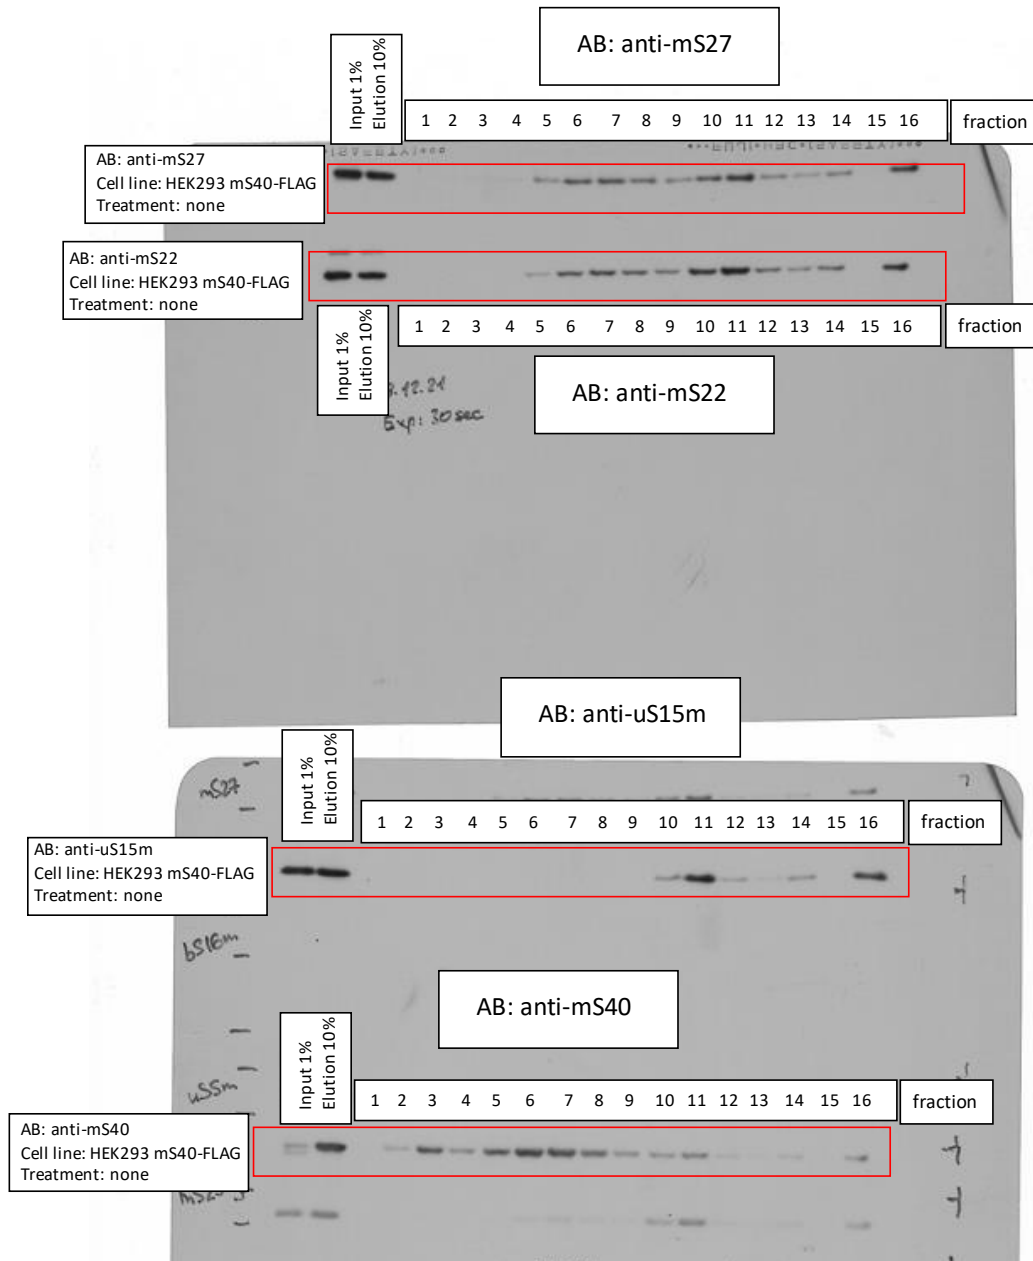 AB: anti-mS27
Input 1%
Elution 10%
1 2 3 4 5 6 7 8 9 10 11 12 13 14 15 16
fraction
AB: anti-mS27
Cell line: HEK293 mS40-FLAG
Treatment: none
AB: anti-mS22
Cell line: HEK293 mS40-FLAG
Treatment: none
Input 1%
Elution 10%
1 2 3 4 5 6 7 8 9 10 11 12 13 14 15 16
fraction
AB: anti-mS22
.12.21
Exp: 30 sec
AB: anti-uS15m
mS27
Input 1%
Elution 10%
1 2 3 4 5 6 7 8 9 10 11 12 13 14 15 16
fraction
AB: anti-uS15m
Cell line: HEK293 mS40-FLAG
Treatment: none
bS16m
AB: anti-mS40
uS5m
Input 1%
Elution 10%
1 2 3 4 5 6 7 8 9 10 11 12 13 14 15 16
fraction
AB: anti-mS40
Cell line: HEK293 mS40-FLAG
Treatment: none